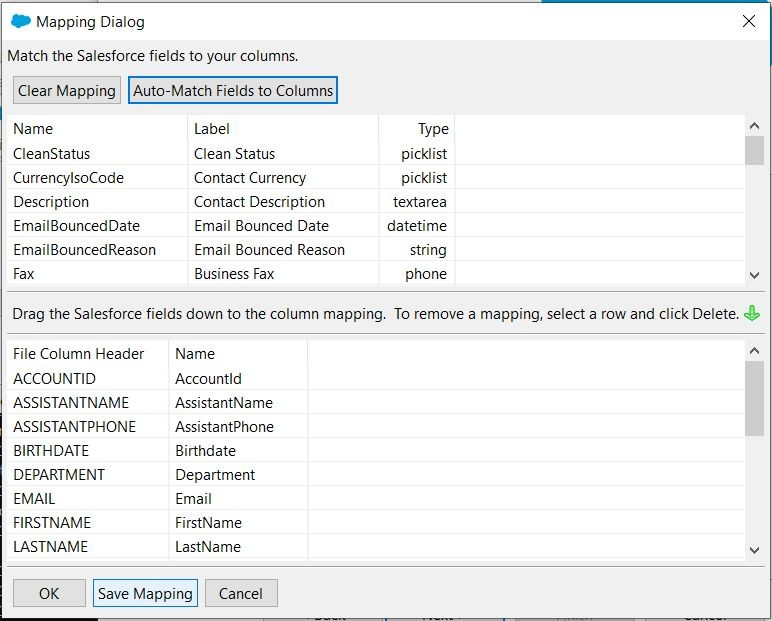 Mapping Dialog
Match the Salesforce fields to your columns.
Clear Mapping Auto-Match Fields to Columns
Name Label Type
CleanStatus Clean Status picklist
CurrencyIsoCode Contact Currency picklist
Description Contact Description textarea
EmailBouncedDate Email Bounced Date datetime
EmailBouncedReason Email Bounced Reason string
Fax Business Fax phone
Drag the Salesforce fields down to the column mapping. To remove a mapping, select a row and click Delete.
File Column Header Name
ACCOUNTID AccountId
ASSISTANTNAME AssistantName
ASSISTANTPHONE AssistantPhone
BIRTHDATE Birthdate
DEPARTMENT Department
EMAIL Email
FIRSTNAME FirstName
LASTNAME LastName
OK Save Mapping Cancel